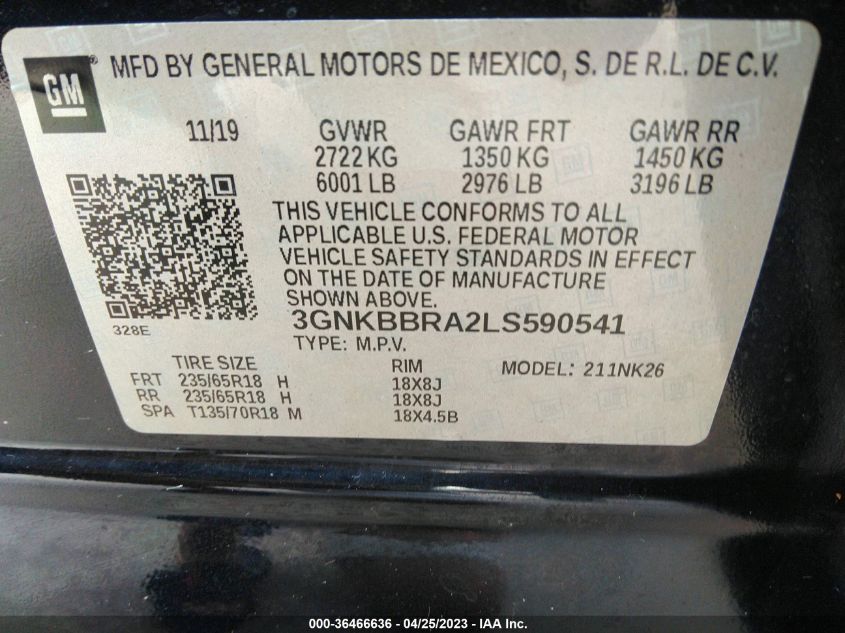 GM®
MFD BY GENERAL MOTORS DE MEXICO, S. DE R.L. DE C.V.
11/19 GVWR GAWR FRT GAWR RR
2722 KG 1350 KG 1450 KG
6001 LB 2976 LB 3196 LB
THIS VEHICLE CONFORMS TO ALL
APPLICABLE U.S. FEDERAL MOTOR
VEHICLE SAFETY STANDARDS IN EFFECT
ON THE DATE OF MANUFACTURE
SHOWN ABOVE.
328E
3GNKBBRA2LS590541
TYPE: M.P.V.
TIRE SIZE RIM MODEL: 211NK26
FRT 235/65R18 H 18X8J
RR 235/65R18 H 18X8J
SPA T135/70R18 M 18X4.5B
000-36466636 - 04/25/2023 - IAA Inc.